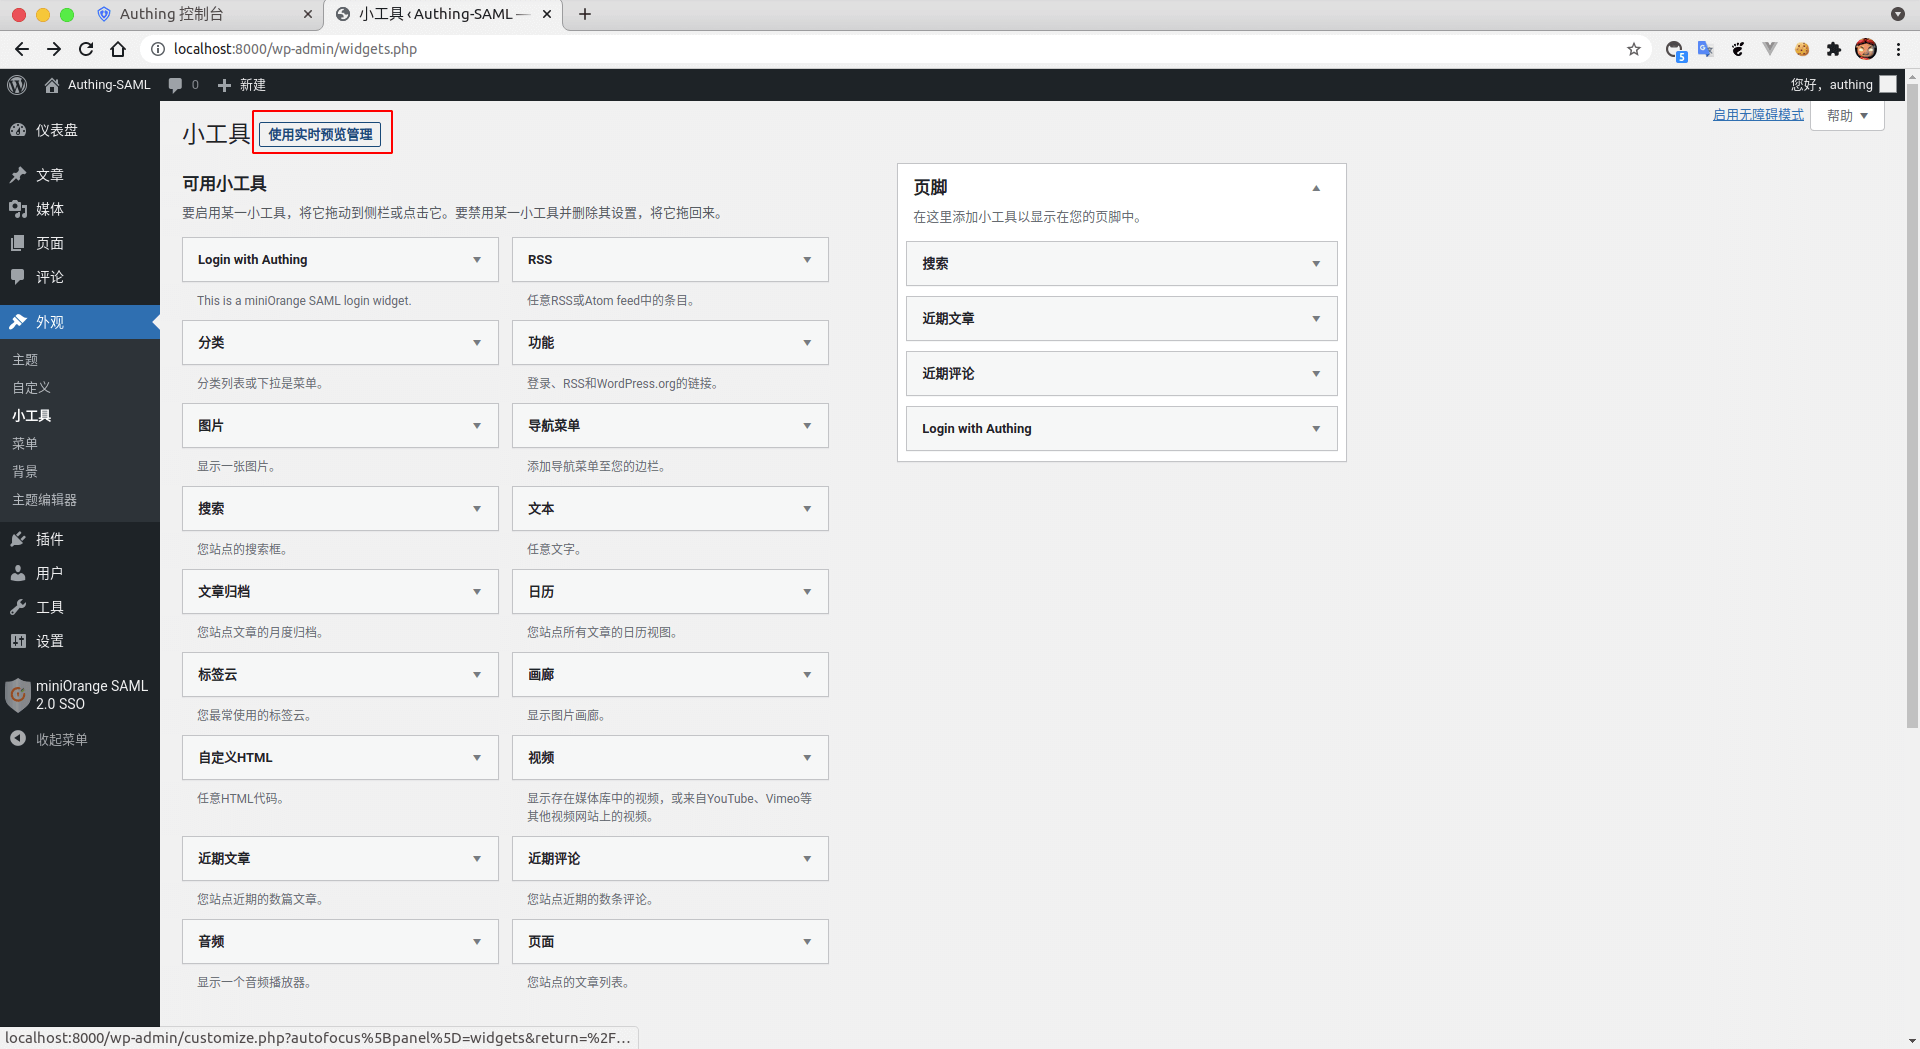 Authing 控制台
小工具 ‹ Authing-SAML —
localhost:8000/wp-admin/widgets.php
5
Authing-SAML
0
新建
您好，authing
仪表盘
文章
媒体
页面
评论
外观
主题
自定义
小工具
菜单
背景
主题编辑器
插件
用户
工具
设置
miniOrange SAML
2.0 SSO
收起菜单
小工具
使用实时预览管理
启用无障碍模式
帮助
可用小工具
要启用某一小工具，将它拖动到侧栏或点击它。要禁用某一小工具并删除其设置，将它拖回来。
Login with Authing
This is a miniOrange SAML login widget.
RSS
任意RSS或Atom feed中的条目。
分类
分类列表或下拉是菜单。
功能
登录、RSS和WordPress.org的链接。
图片
显示一张图片。
导航菜单
添加导航菜单至您的边栏。
搜索
您站点的搜索框。
文本
任意文字。
文章归档
您站点文章的月度归档。
日历
您站点所有文章的日历视图。
标签云
您最常使用的标签云。
画廊
显示图片画廊。
自定义HTML
任意HTML代码。
视频
显示存在媒体库中的视频，或来自YouTube、Vimeo等
其他视频网站上的视频。
近期文章
您站点近期的数篇文章。
近期评论
您站点近期的数条评论。
音频
显示一个音频播放器。
页面
您站点的文章列表。
页脚
在这里添加小工具以显示在您的页脚中。
搜索
近期文章
近期评论
Login with Authing
localhost:8000/wp-admin/customize.php?autofocus%5Bpanel%5D=widgets&return=%2F...